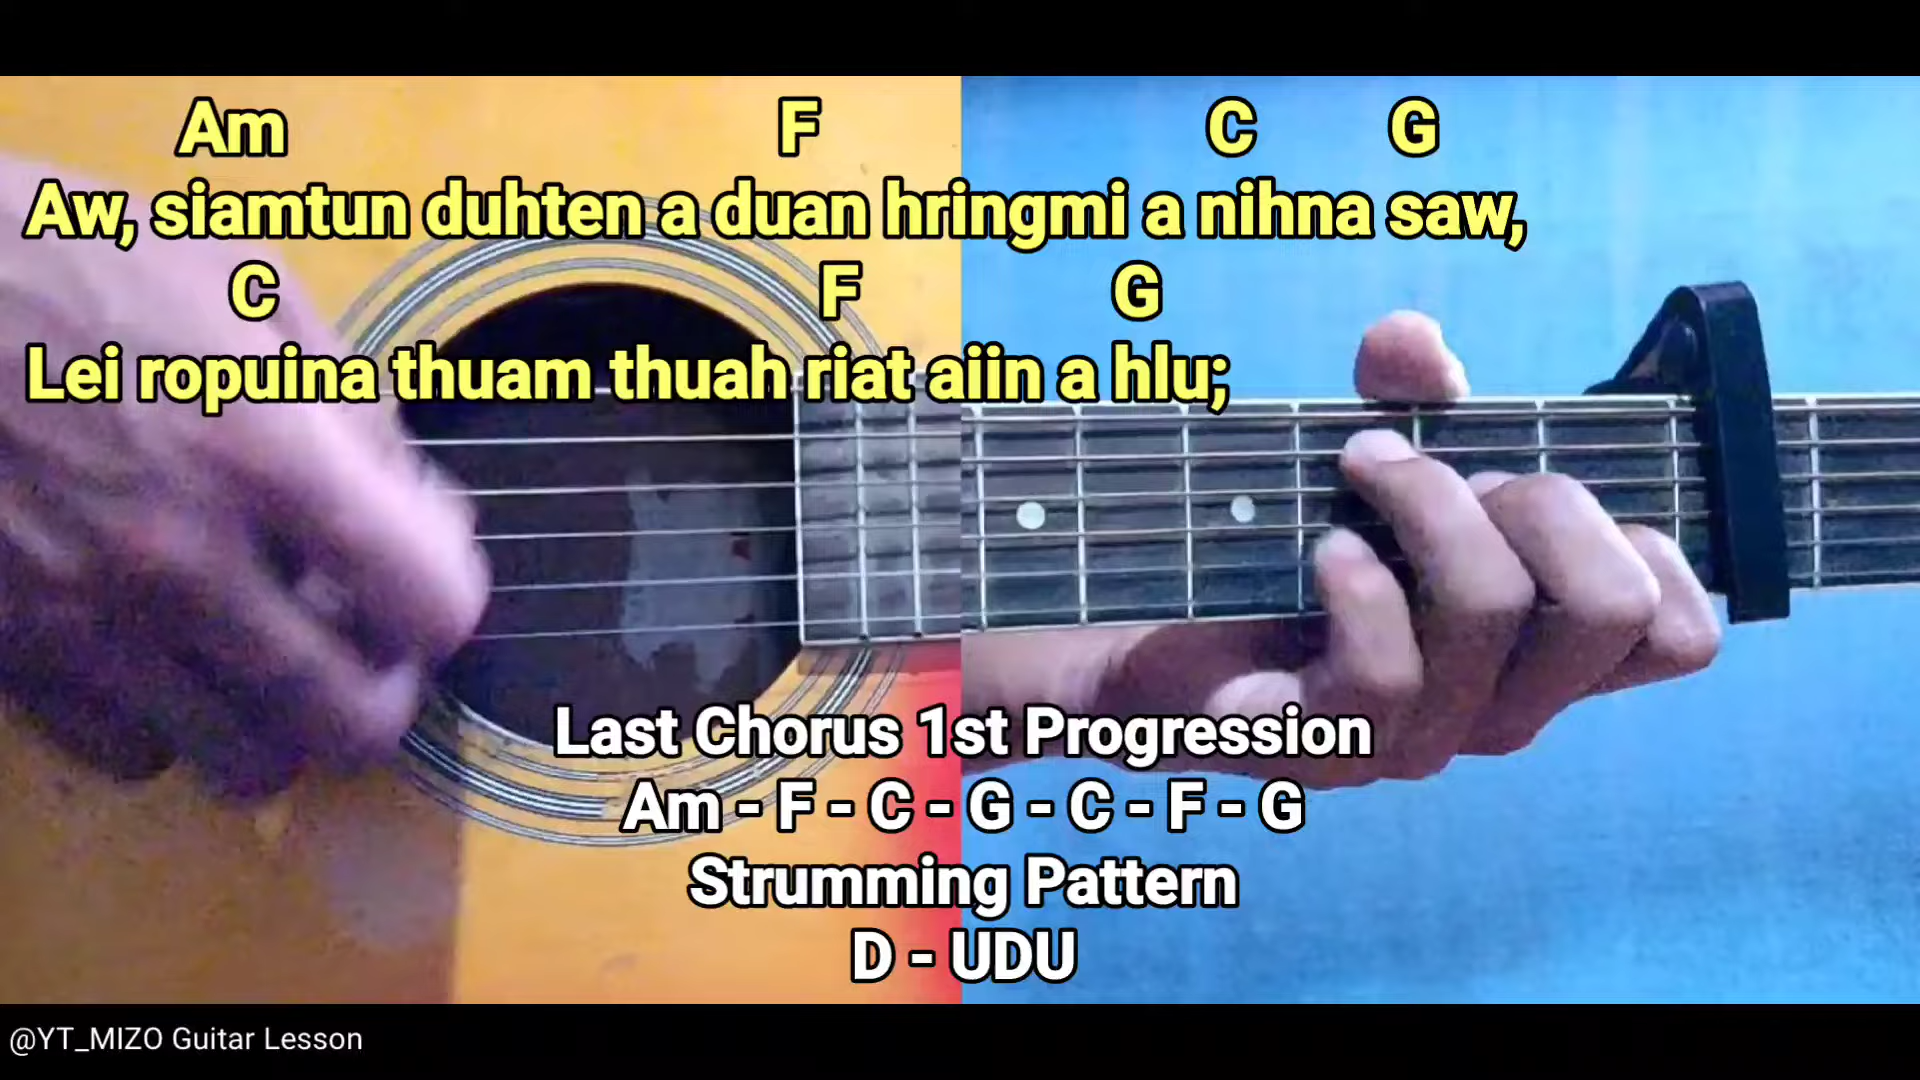 Am F C G
Aw, siamtun duhten a duan hringmi a nihna saw,
C F G
Lei ropuina thuam thuah riat aiin a hlu;
Last Chorus 1st Progression
Am - F - C - G - C - F - G
Strumming Pattern
D - UDU
@YT_MIZO Guitar Lesson